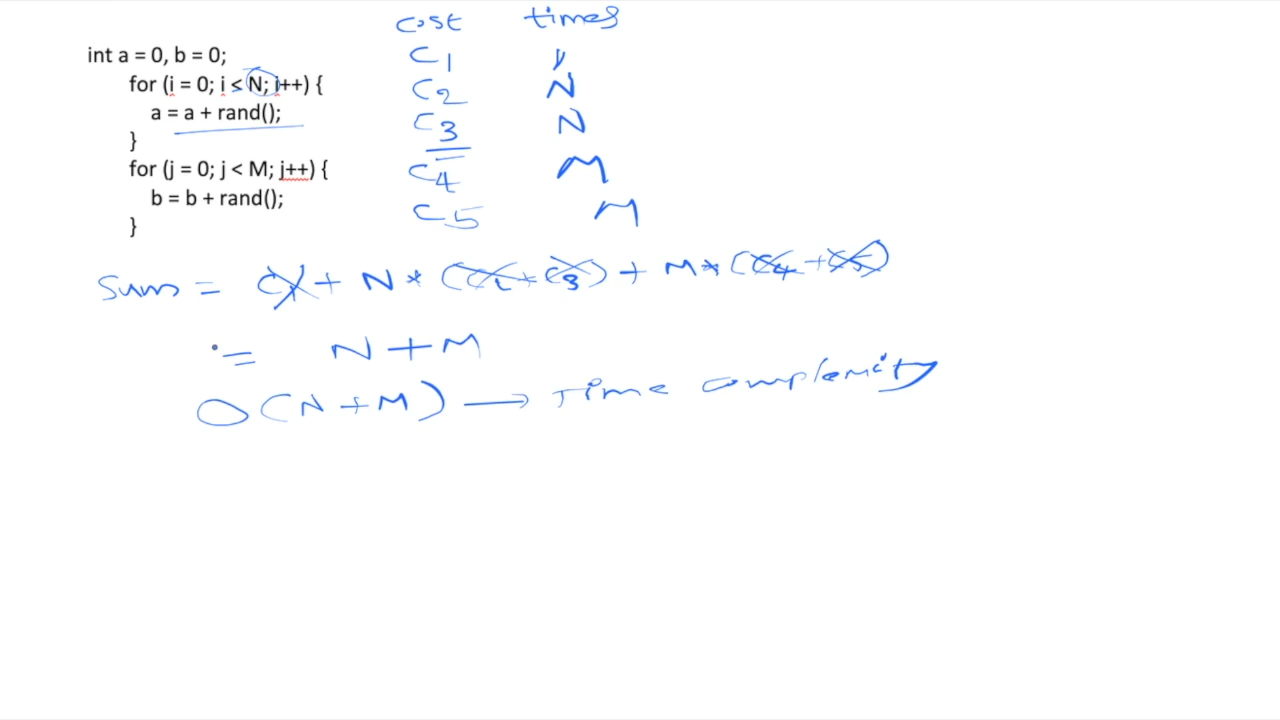 cost times
int a = 0, b = 0; C1 1
for (i = 0; i < N; i++) { C2 N
a = a + rand(); C3 N
}
for (j = 0; j < M; j++) { C4 M
b = b + rand(); C5 M
}
Sum = C1 + N * (C2 + C3) + M * (C4 + C5)
= N + M
O(N + M) → Time complexity